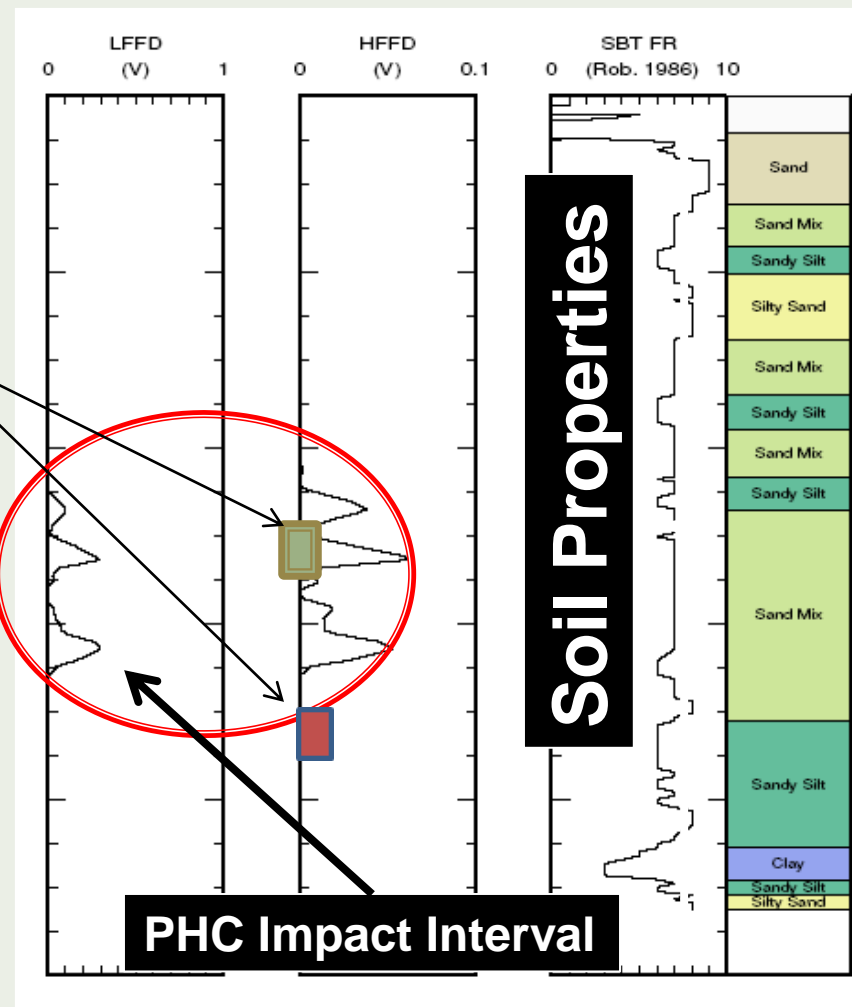 LFFD
0 (V) 1
HFFD
0 (V) 0.1
SBT FR
0 (Rob. 1986) 10
Soil Properties
Sand
Sand Mix
Sandy Silt
Silty Sand
Sand Mix
Sandy Silt
Sand Mix
Sandy Silt
Sand Mix
Sandy Silt
Clay
Sandy Silt
Silty Sand
PHC Impact Interval